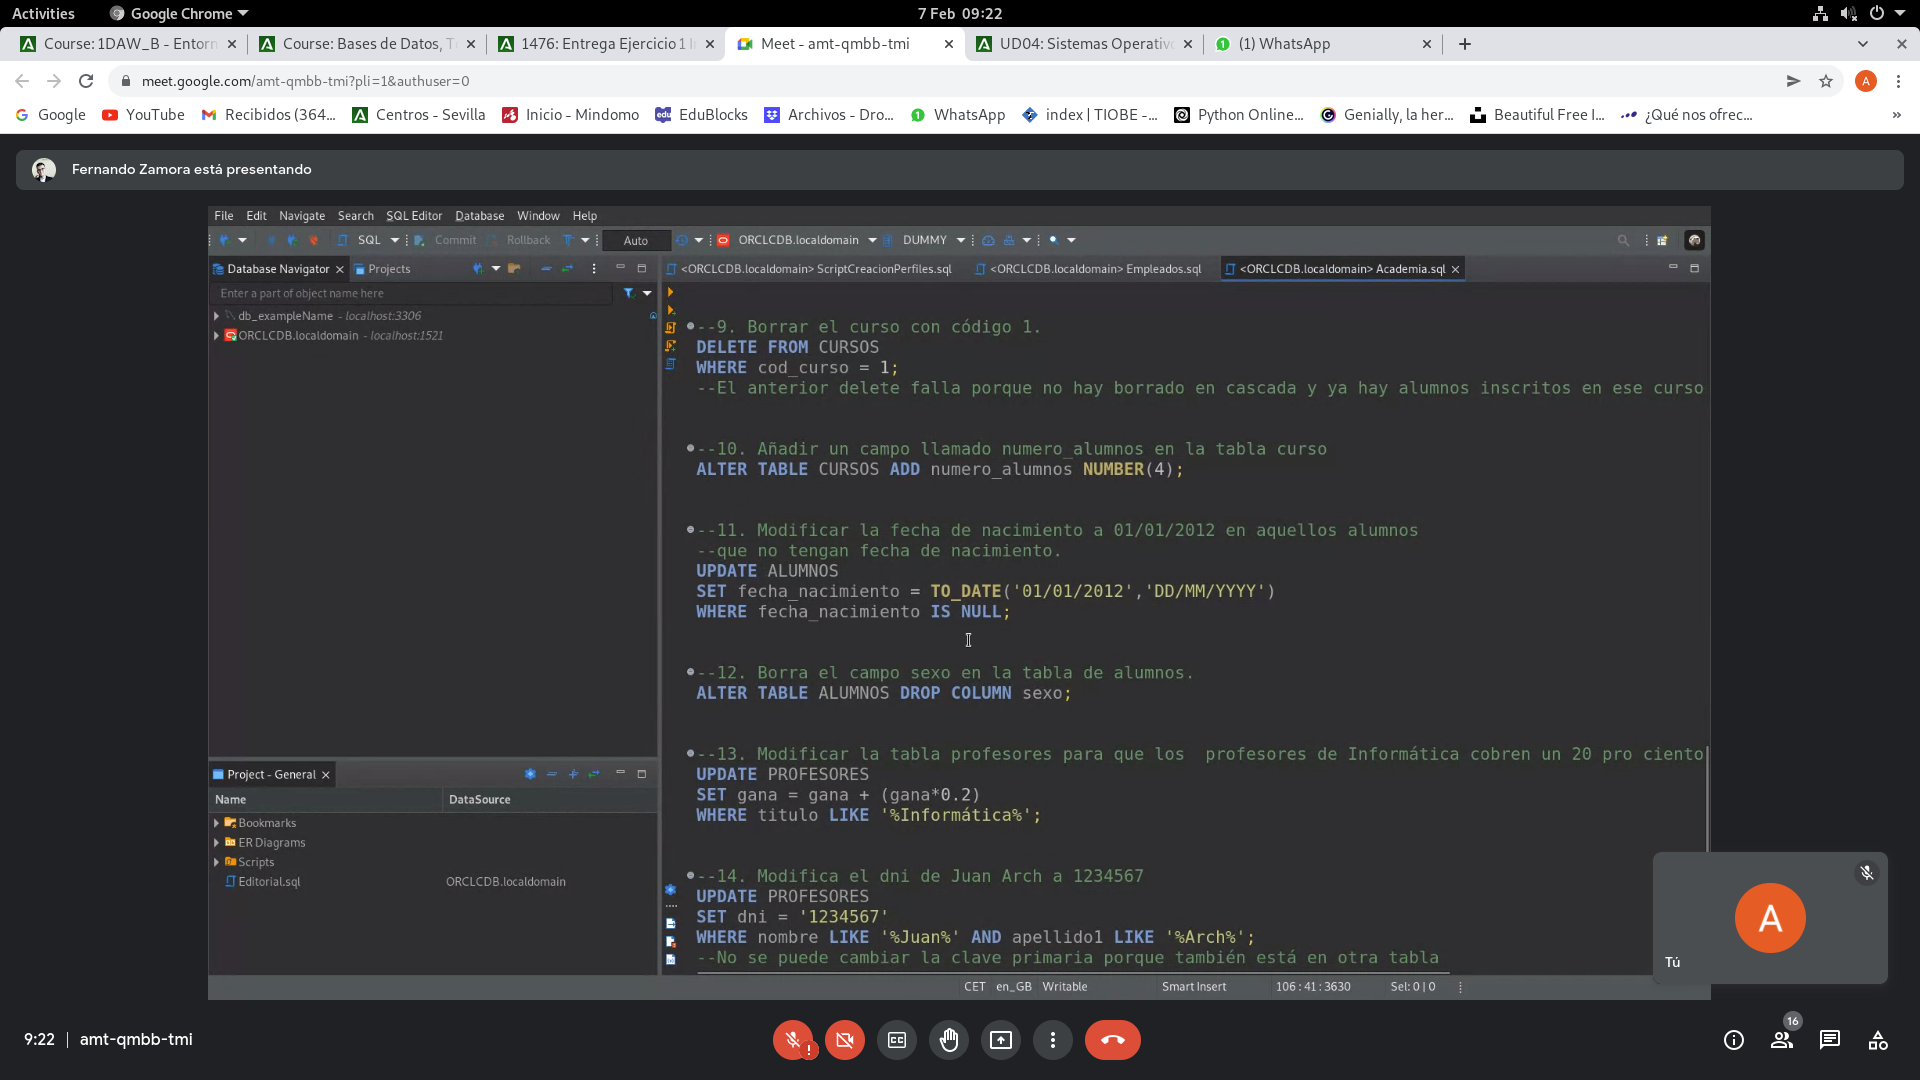 Activities
Google Chrome
7 Feb 09:22
Course: 1DAW_B - Entorn
Course: Bases de Datos, T
1476: Entrega Ejercicio 1 I
Meet - amt-qmbb-tmi
UD04: Sistemas Operativo
(1) WhatsApp
meet.google.com/amt-qmbb-tmi?pli=1&authuser=0
A
Google
YouTube
Recibidos (364...
Centros - Sevilla
Inicio - Mindomo
EduBlocks
Archivos - Dro...
WhatsApp
index | TIOBE -...
Python Online...
Genially, la her...
Beautiful Free I...
¿Qué nos ofrec...
»
Fernando Zamora está presentando
File Edit Navigate Search SQL Editor Database Window Help
SQL Commit Rollback Auto ORCLCDB.localdomain DUMMY
Database Navigator
Projects
<ORCLCDB.localdomain> ScriptCreacionPerfiles.sql
<ORCLCDB.localdomain> Empleados.sql
<ORCLCDB.localdomain> Academia.sql
Enter a part of object name here
db_exampleName - localhost:3306
ORCLCDB.localdomain - localhost:1521
--9. Borrar el curso con código 1.
DELETE FROM CURSOS
WHERE cod_curso = 1;
--El anterior delete falla porque no hay borrado en cascada y ya hay alumnos inscritos en ese curso
--10. Añadir un campo llamado numero_alumnos en la tabla curso
ALTER TABLE CURSOS ADD numero_alumnos NUMBER(4);
--11. Modificar la fecha de nacimiento a 01/01/2012 en aquellos alumnos
--que no tengan fecha de nacimiento.
UPDATE ALUMNOS
SET fecha_nacimiento = TO_DATE('01/01/2012','DD/MM/YYYY')
WHERE fecha_nacimiento IS NULL;
--12. Borra el campo sexo en la tabla de alumnos.
ALTER TABLE ALUMNOS DROP COLUMN sexo;
--13. Modificar la tabla profesores para que los  profesores de Informática cobren un 20 pro ciento
UPDATE PROFESORES
SET gana = gana + (gana*0.2)
WHERE titulo LIKE '%Informática%';
--14. Modifica el dni de Juan Arch a 1234567
UPDATE PROFESORES
SET dni = '1234567'
WHERE nombre LIKE '%Juan%' AND apellido1 LIKE '%Arch%';
--No se puede cambiar la clave primaria porque también está en otra tabla
Project - General
Name DataSource
Bookmarks
ER Diagrams
Scripts
Editorial.sql ORCLCDB.localdomain
CET en_GB Writable Smart Insert 106 : 41 : 3630 Sel: 0 | 0
A
Tú
9:22 | amt-qmbb-tmi
16